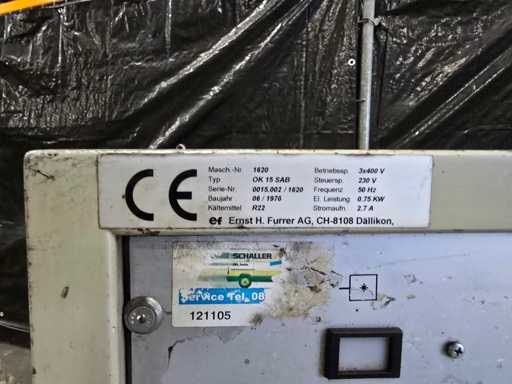 CE
Masch.-Nr 1620 Betriebssp. 3x400 V
Typ OK 15 SAB Steuersp. 230 V
Serie-Nr. 0015.002 / 1620 Frequenz 50 Hz
Baujahr 06 / 1976 El. Leistung 0.75 KW
Kältemittel R22 Stromaufn. 2.7 A
ef Ernst H. Furrer AG, CH-8108 Dällikon,
SCHALLER
Service Tel. 08
121105